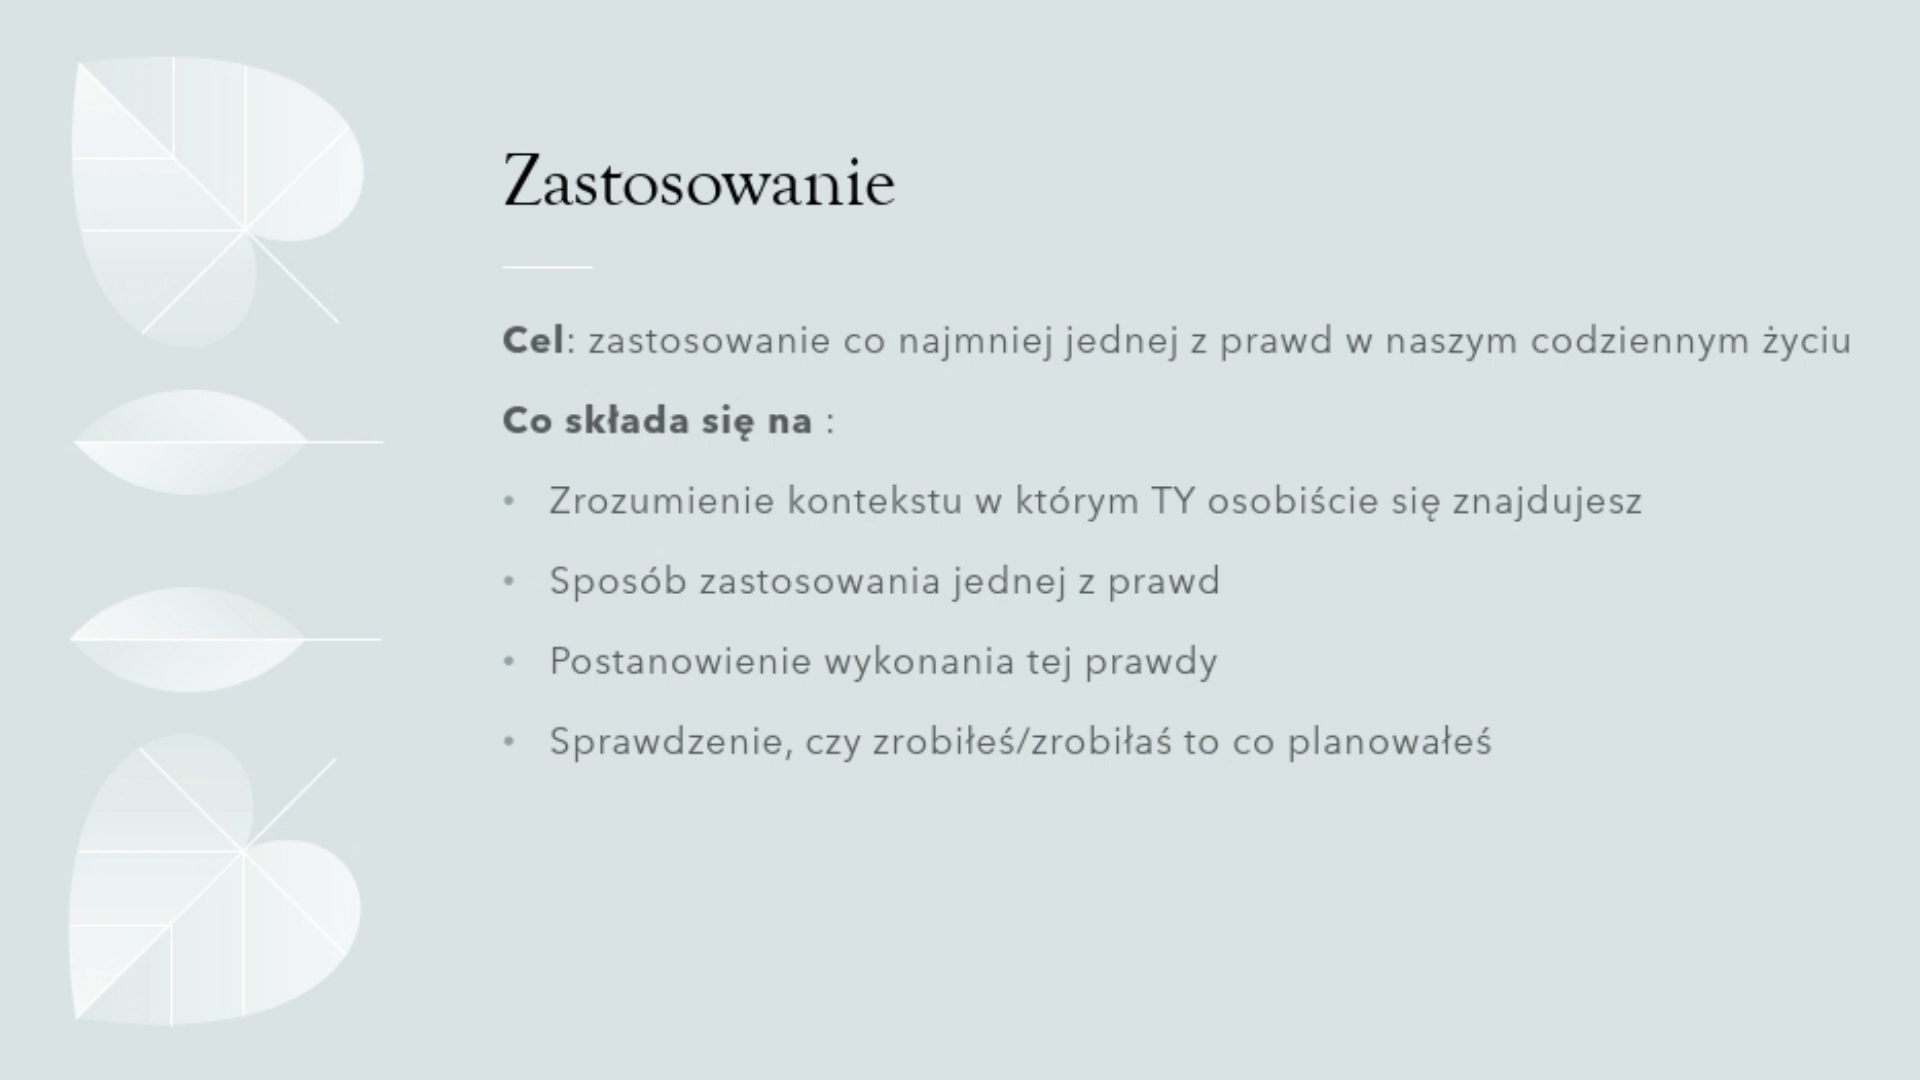 Zastosowanie
Cel: zastosowanie co najmniej jednej z prawd w naszym codziennym życiu
Co składa się na :
• Zrozumienie kontekstu w którym TY osobiście się znajdujesz
• Sposób zastosowania jednej z prawd
• Postanowienie wykonania tej prawdy
• Sprawdzenie, czy zrobiłeś/zrobiłaś to co planowałeś